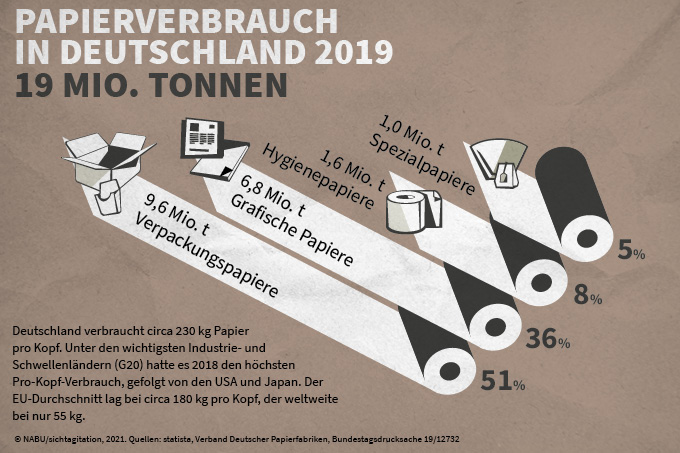 PAPIERVERBRAUCH
IN DEUTSCHLAND 2019
19 MIO. TONNEN
1,0 Mio. t
Spezialpapiere
1,6 Mio. t
Hygienepapiere
6,8 Mio. t
Grafische Papiere
9,6 Mio. t
Verpackungspapiere
5%
8%
36%
51%
Deutschland verbraucht circa 230 kg Papier
pro Kopf. Unter den wichtigsten Industrie- und
Schwellenländern (G20) hatte es 2018 den höchsten
Pro-Kopf-Verbrauch, gefolgt von den USA und Japan. Der
EU-Durchschnitt lag bei circa 180 kg pro Kopf, der weltweite
bei nur 55 kg.
© NABU/sichtagitation, 2021. Quellen: statista, Verband Deutscher Papierfabriken, Bundestagsdrucksache 19/12732